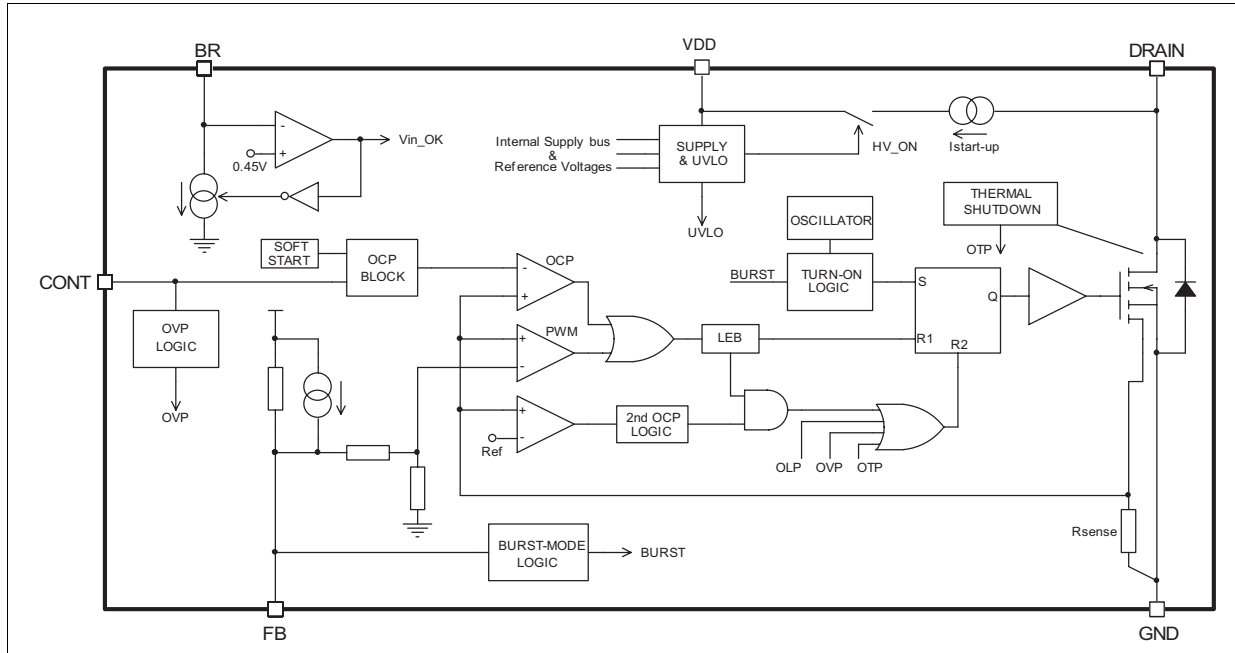 BR
VDD
DRAIN
-
+
0.45V
Vin_OK
Internal Supply bus
&
Reference Voltages
SUPPLY
& UVLO
HV_ON
Istart-up
UVLO
THERMAL
SHUTDOWN
OTP
OSCILLATOR
SOFT
START
OCP
BLOCK
CONT
OVP
LOGIC
OVP
-
+
OCP
BURST
TURN-ON
LOGIC
S
Q
R1
R2
+
-
PWM
LEB
+
-
Ref
2nd OCP
LOGIC
OLP
OVP
OTP
Rsense
BURST-MODE
LOGIC
BURST
FB
GND